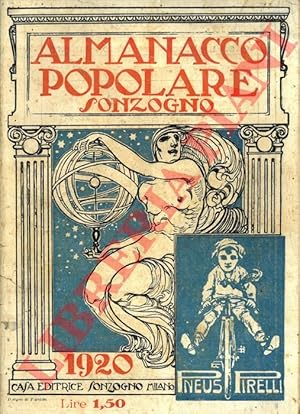 ALMANACCO
POPOLARE
SONZOGNO
1920
PNEUS PIRELLI
CASA EDITRICE SONZOGNO MILANO
Lire 1,50